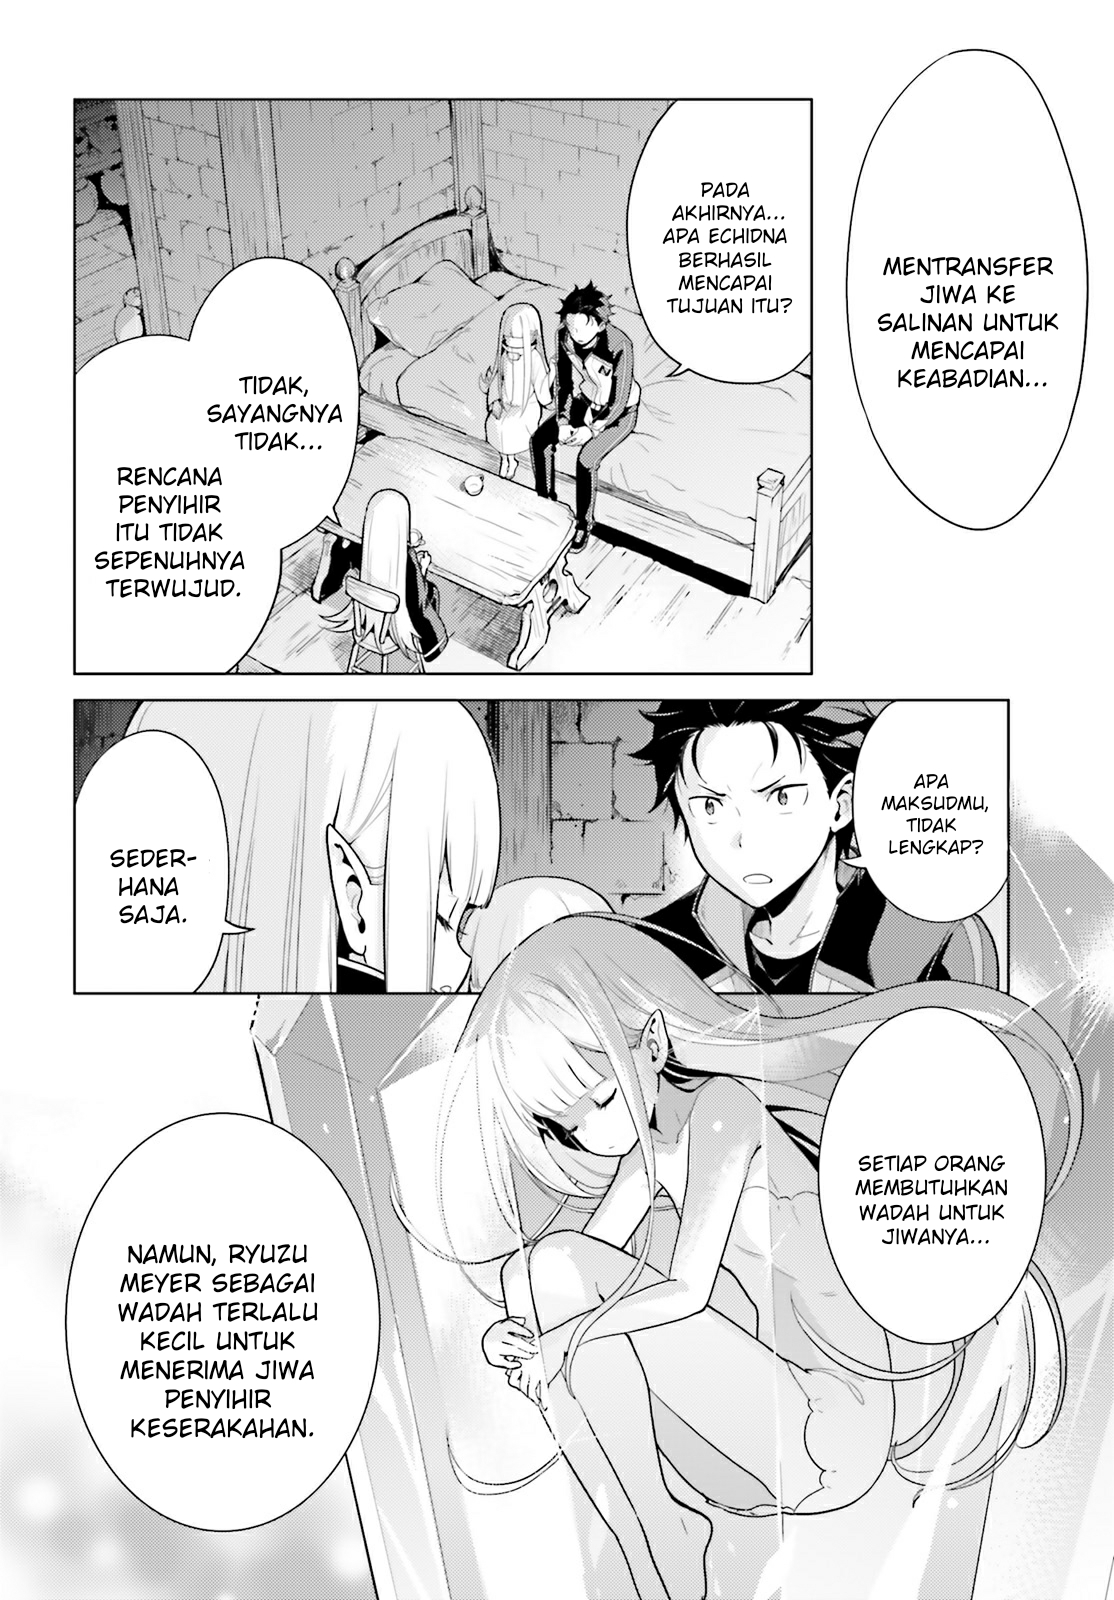 MENTRANSFER
JIWA KE
SALINAN UNTUK
MENCAPAI
KEABADIAN...
PADA
AKHIRNYA...
APA ECHIDNA
BERHASIL
MENCAPAI
TUJUAN ITU?
TIDAK,
SAYANGNYA
TIDAK...
RENCANA
PENYIHIR
ITU TIDAK
SEPENUHNYA
TERWUJUD.
APA
MAKSUDMU,
TIDAK
LENGKAP?
SEDER-
HANA
SAJA.
SETIAP ORANG
MEMBUTUHKAN
WADAH UNTUK
JIWANYA...
NAMUN, RYUZU
MEYER SEBAGAI
WADAH TERLALU
KECIL UNTUK
MENERIMA JIWA
PENYIHIR
KESERAKAHAN.